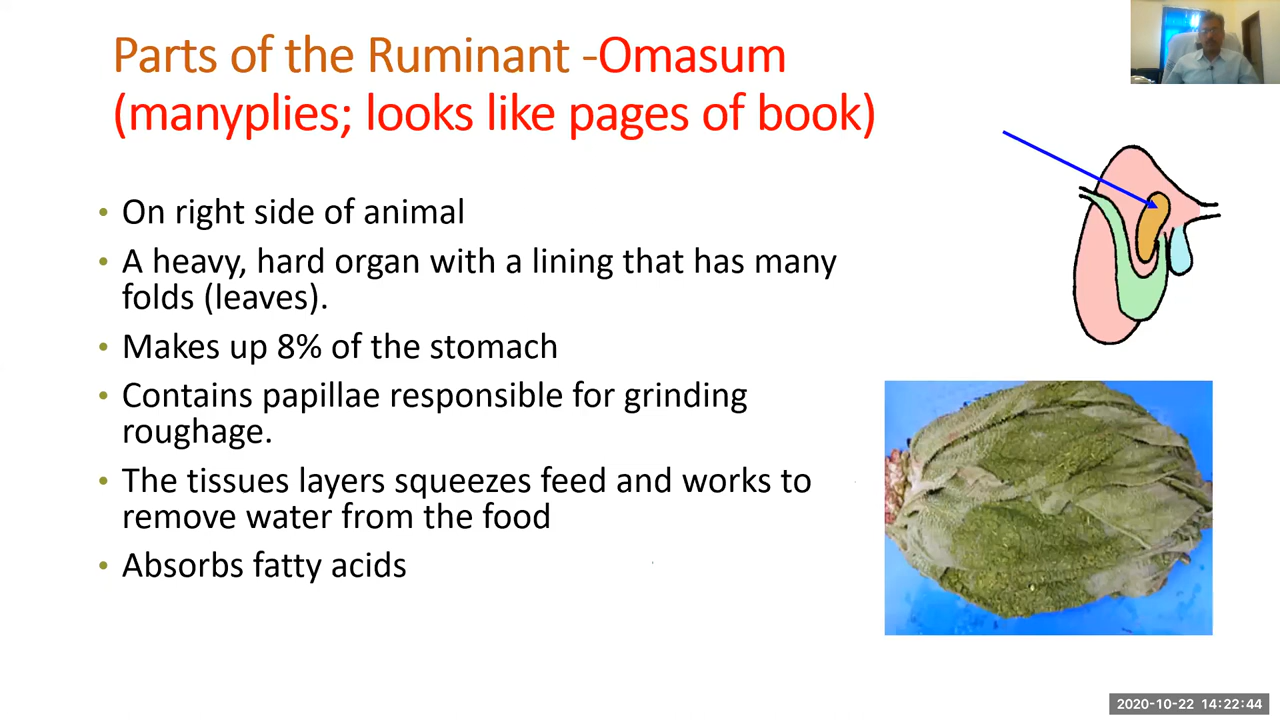 Parts of the Ruminant -Omasum
(manyplies; looks like pages of book)
• On right side of animal
• A heavy, hard organ with a lining that has many
folds (leaves).
• Makes up 8% of the stomach
• Contains papillae responsible for grinding
roughage.
• The tissues layers squeezes feed and works to
remove water from the food
• Absorbs fatty acids
2020-10-22 14:22:44